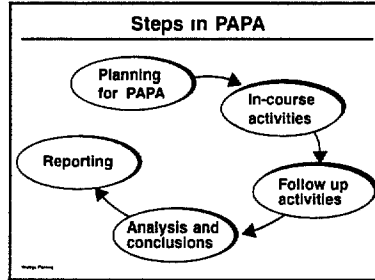 Steps in PAPA
Planning
for PAPA
In-course
activities
Follow up
activities
Analysis and
conclusions
Reporting